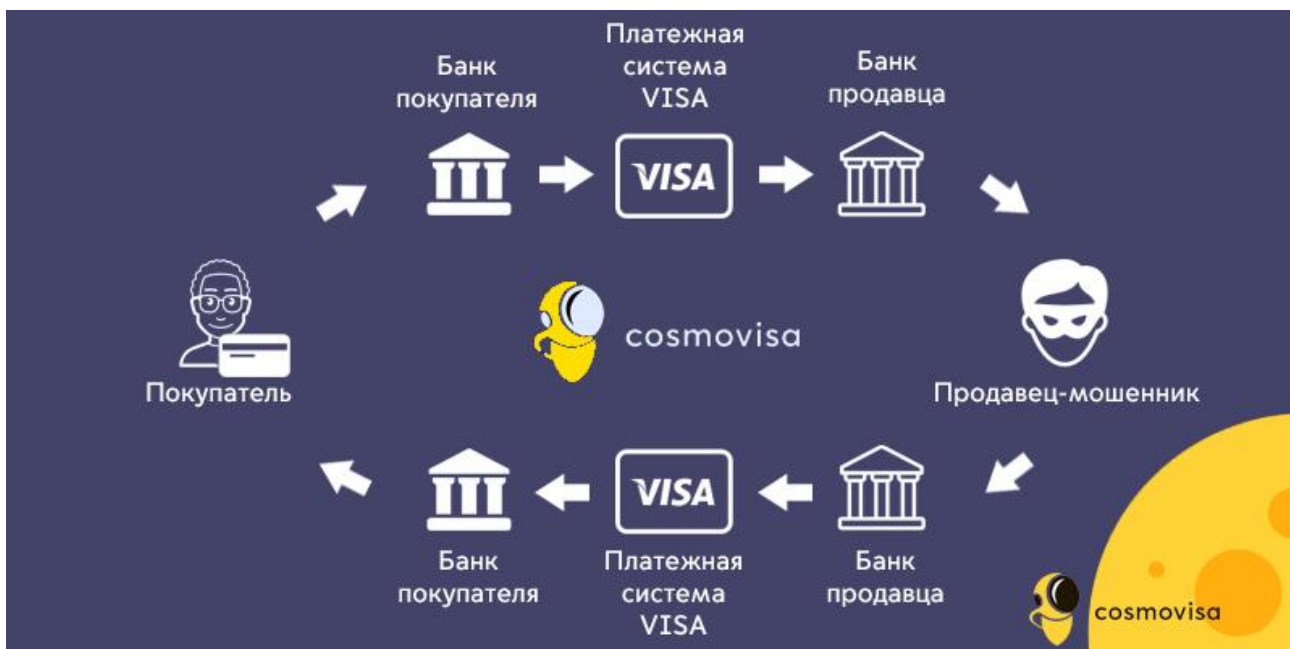 Платежная
система
VISA
Банк
покупателя
Банк
продавца
VISA
cosmovisa
Покупатель
Продавец-мошенник
VISA
Банк
покупателя
Платежная
система
VISA
Банк
продавца
cosmovisa